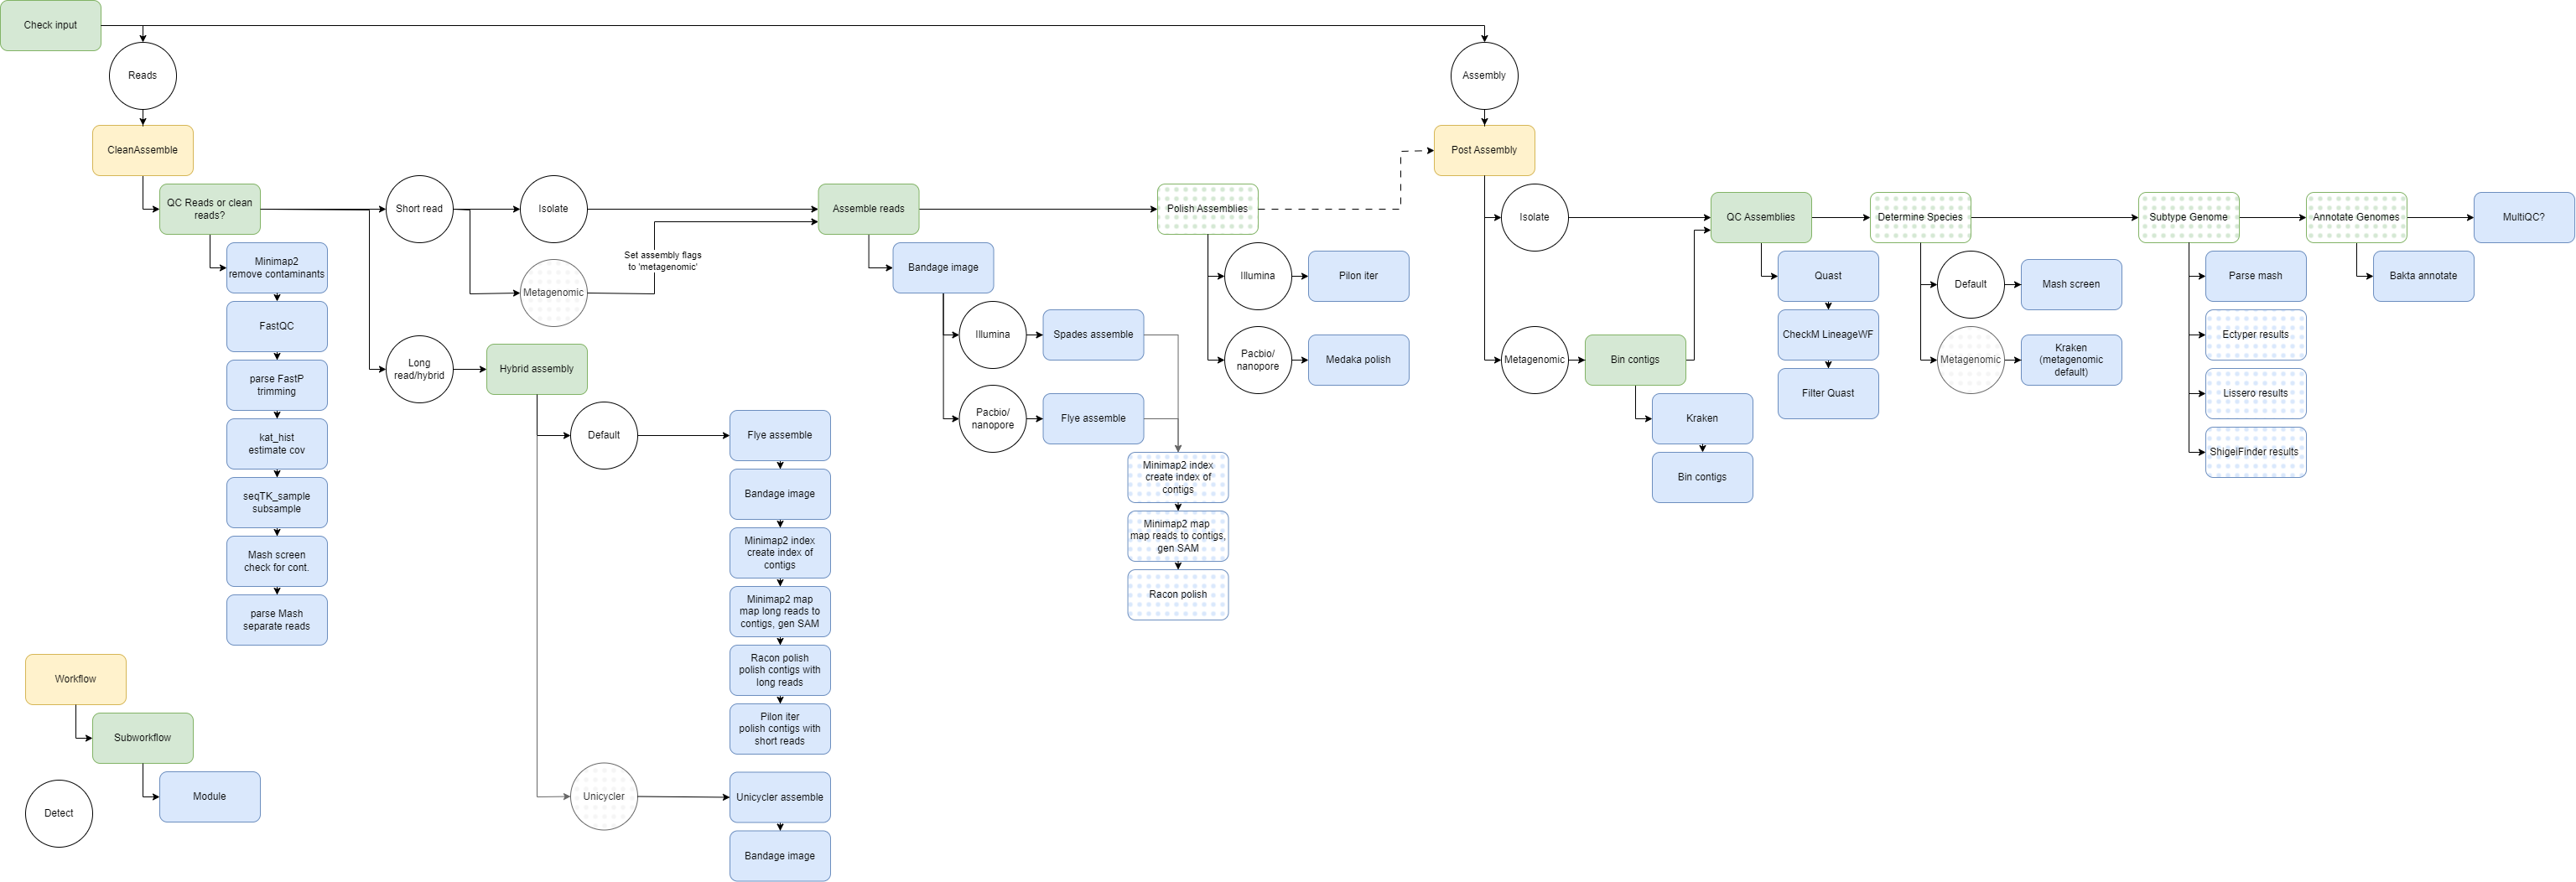 Check input
Reads
Assembly
CleanAssemble
Post Assembly
QC Reads or clean
reads?
Short read
Isolate
Assemble reads
Polish Assemblies
Isolate
QC Assemblies
Determine Species
Subtype Genome
Annotate Genomes
MultiQC?
Minimap2
remove contaminants
FastQC
parse FastP
trimming
kat_hist
estimate cov
seqTK_sample
subsample
Mash screen
check for cont.
parse Mash
separate reads
Metagenomic
Set assembly flags
to 'metagenomic'
Long
read/hybrid
Hybrid assembly
Default
Flye assemble
Bandage image
Minimap2 index
create index of
contigs
Minimap2 map
map long reads to
contigs, gen SAM
Racon polish
polish contigs with
long reads
Pilon iter
polish contigs with
short reads
Unicycler
Unicycler assemble
Bandage image
Bandage image
Illumina
Spades assemble
Pacbio/
nanopore
Flye assemble
Minimap2 index
create index of
contigs
Minimap2 map
map reads to contigs,
gen SAM
Racon polish
Illumina
Pilon iter
Pacbio/
nanopore
Medaka polish
Metagenomic
Bin contigs
Kraken
Bin contigs
Quast
CheckM LineageWF
Filter Quast
Default
Mash screen
Metagenomic
Kraken
(metagenomic
default)
Parse mash
Ectyper results
Lissero results
ShigeiFinder results
Bakta annotate
Workflow
Subworkflow
Module
Detect